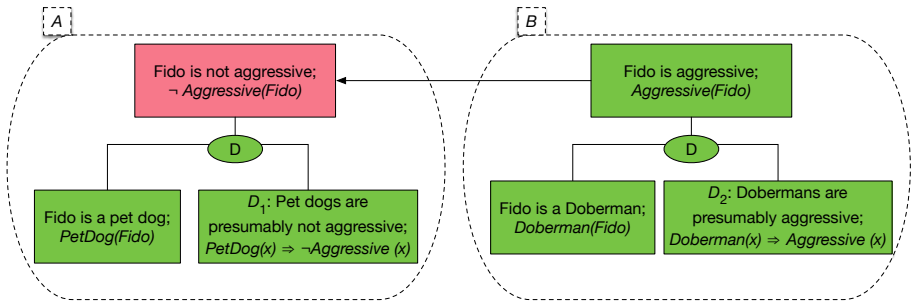 A
B
Fido is not aggressive;
¬ Aggressive(Fido)
Fido is aggressive;
Aggressive(Fido)
D
D
Fido is a pet dog;
PetDog(Fido)
D1: Pet dogs are
presumably not aggressive;
PetDog(x) ⇒ ¬Aggressive (x)
Fido is a Doberman;
Doberman(Fido)
D2: Dobermans are
presumably aggressive;
Doberman(x) ⇒ Aggressive (x)